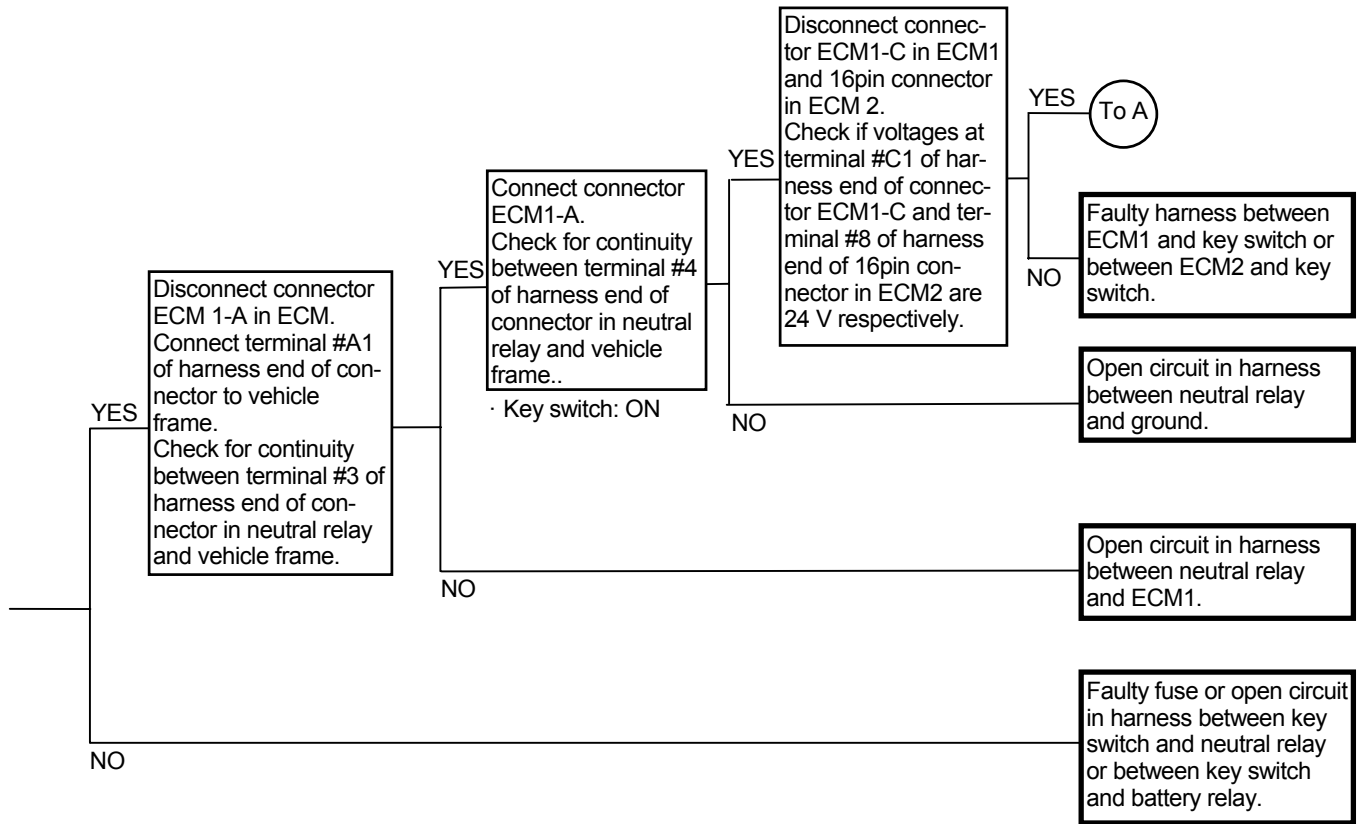 Disconnect connec-
tor ECM1-C in ECM1
and 16pin connector
in ECM 2.
Check if voltages at
terminal #C1 of har-
ness end of connec-
tor ECM1-C and ter-
minal #8 of harness
end of 16pin con-
nector in ECM2 are
24 V respectively.
YES
To A
YES
Connect connector
ECM1-A.
Check for continuity
between terminal #4
of harness end of
connector in neutral
relay and vehicle
frame..
· Key switch: ON
NO
Faulty harness between
ECM1 and key switch or
between ECM2 and key
switch.
YES
Disconnect connector
ECM 1-A in ECM.
Connect terminal #A1
of harness end of con-
nector to vehicle
frame.
Check for continuity
between terminal #3 of
harness end of con-
nector in neutral relay
and vehicle frame.
YES
NO
Open circuit in harness
between neutral relay
and ground.
NO
Open circuit in harness
between neutral relay
and ECM1.
NO
Faulty fuse or open circuit
in harness between key
switch and neutral relay
or between key switch
and battery relay.